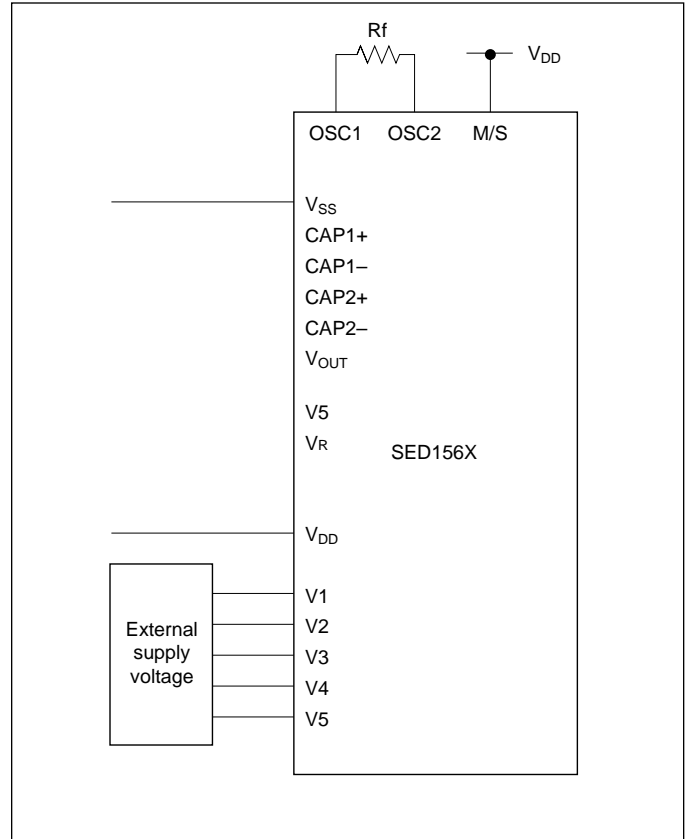 Rf
VDD
OSC1 OSC2 M/S
VSS
CAP1+
CAP1–
CAP2+
CAP2–
VOUT
V5
VR
SED156X
VDD
V1
V2
V3
V4
V5
External
supply
voltage